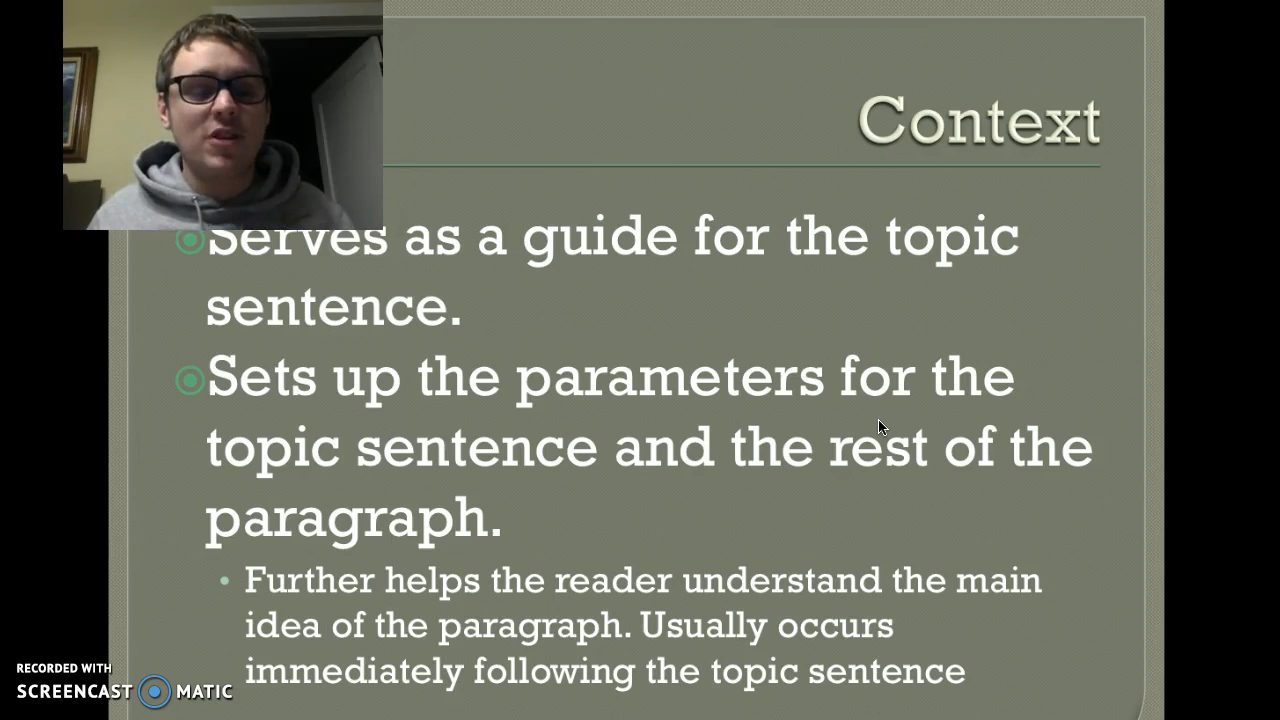 Context
Serves as a guide for the topic
sentence.
Sets up the parameters for the
topic sentence and the rest of the
paragraph.
Further helps the reader understand the main
idea of the paragraph. Usually occurs
immediately following the topic sentence
RECORDED WITH
SCREENCAST MATIC